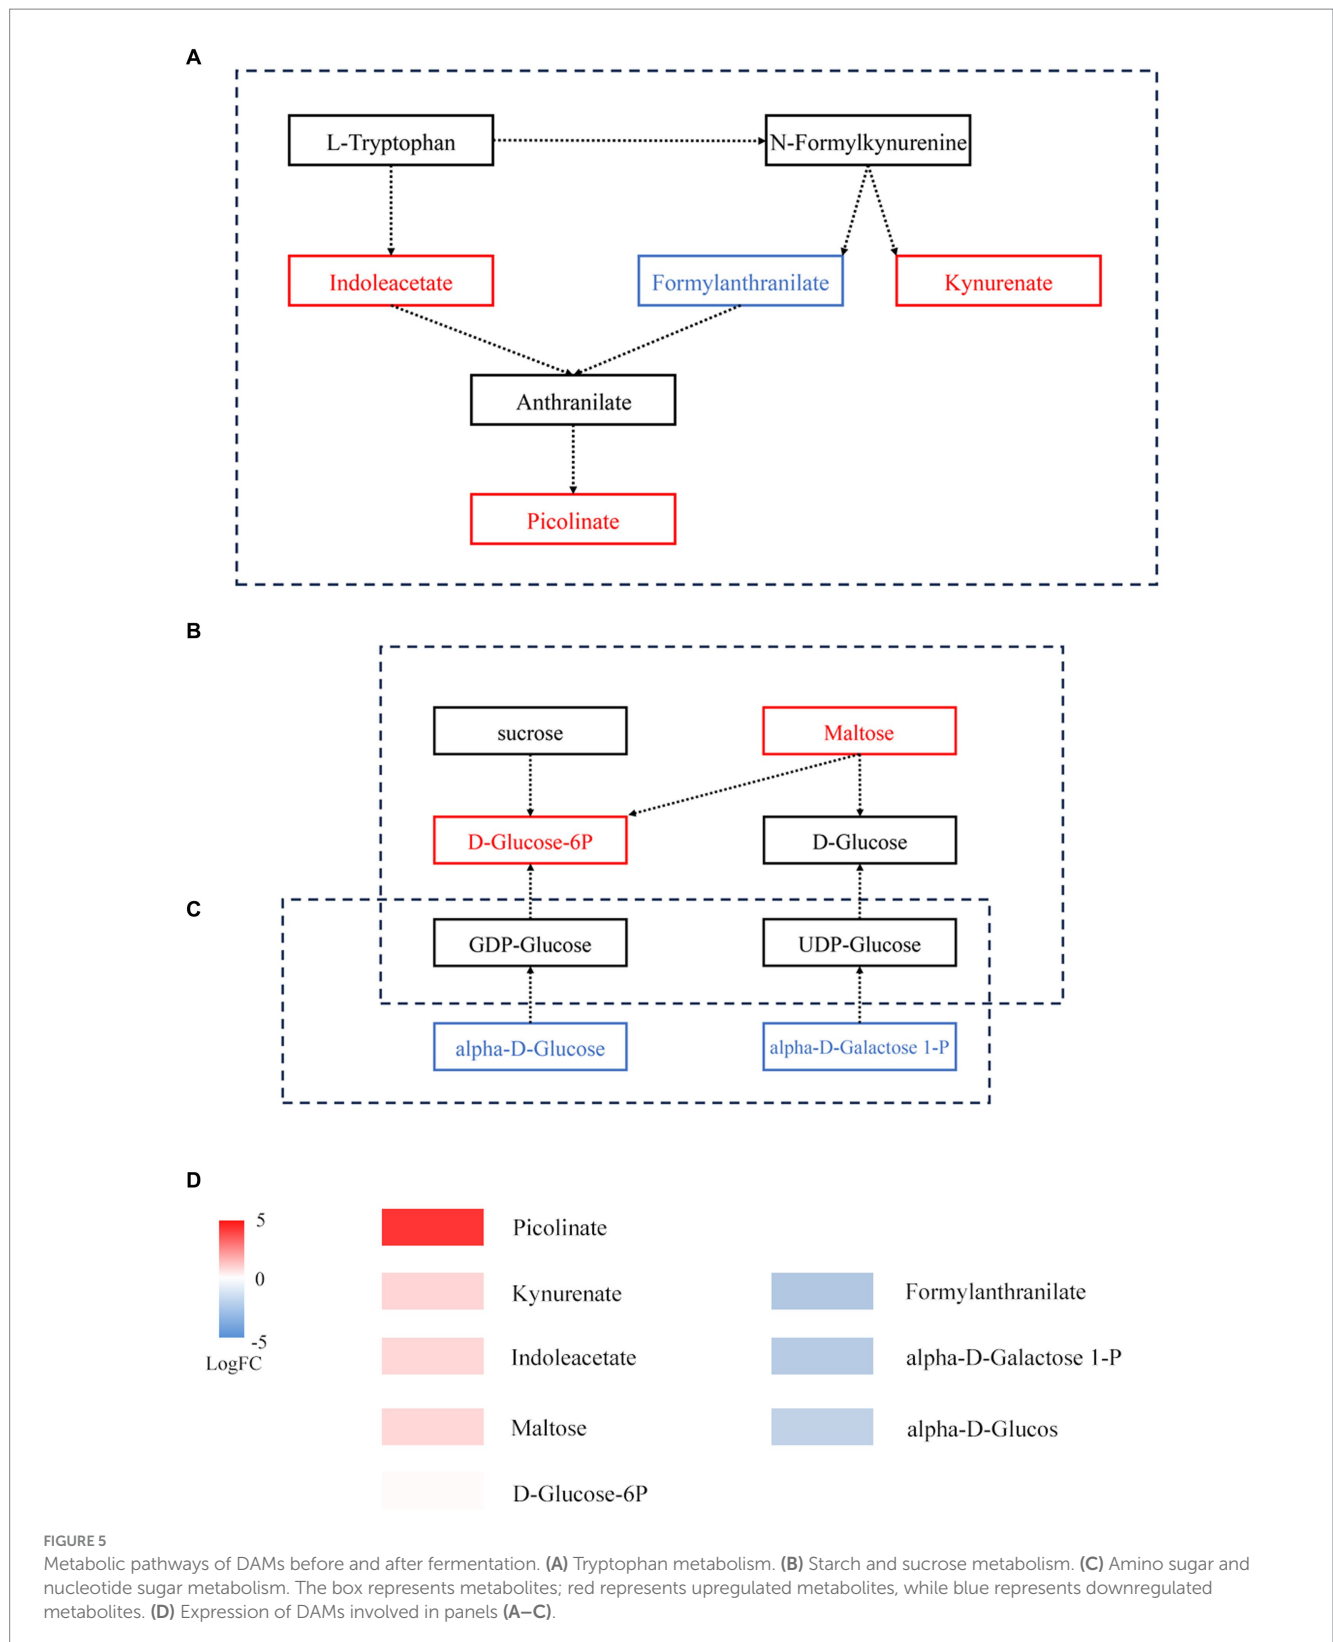 A
L-Tryptophan
N-Formylkynurenine
Indoleacetate
Formylanthranilate
Kynurenate
Anthranilate
Picolinate
B
sucrose
Maltose
D-Glucose-6P
D-Glucose
C
GDP-Glucose
UDP-Glucose
alpha-D-Glucose
alpha-D-Galactose 1-P
D
5
0
-5
LogFC
Picolinate
Kynurenate
Formylanthranilate
Indoleacetate
alpha-D-Galactose 1-P
Maltose
alpha-D-Glucos
D-Glucose-6P
FIGURE 5
Metabolic pathways of DAMs before and after fermentation. (A) Tryptophan metabolism. (B) Starch and sucrose metabolism. (C) Amino sugar and
nucleotide sugar metabolism. The box represents metabolites; red represents upregulated metabolites, while blue represents downregulated
metabolites. (D) Expression of DAMs involved in panels (A–C).